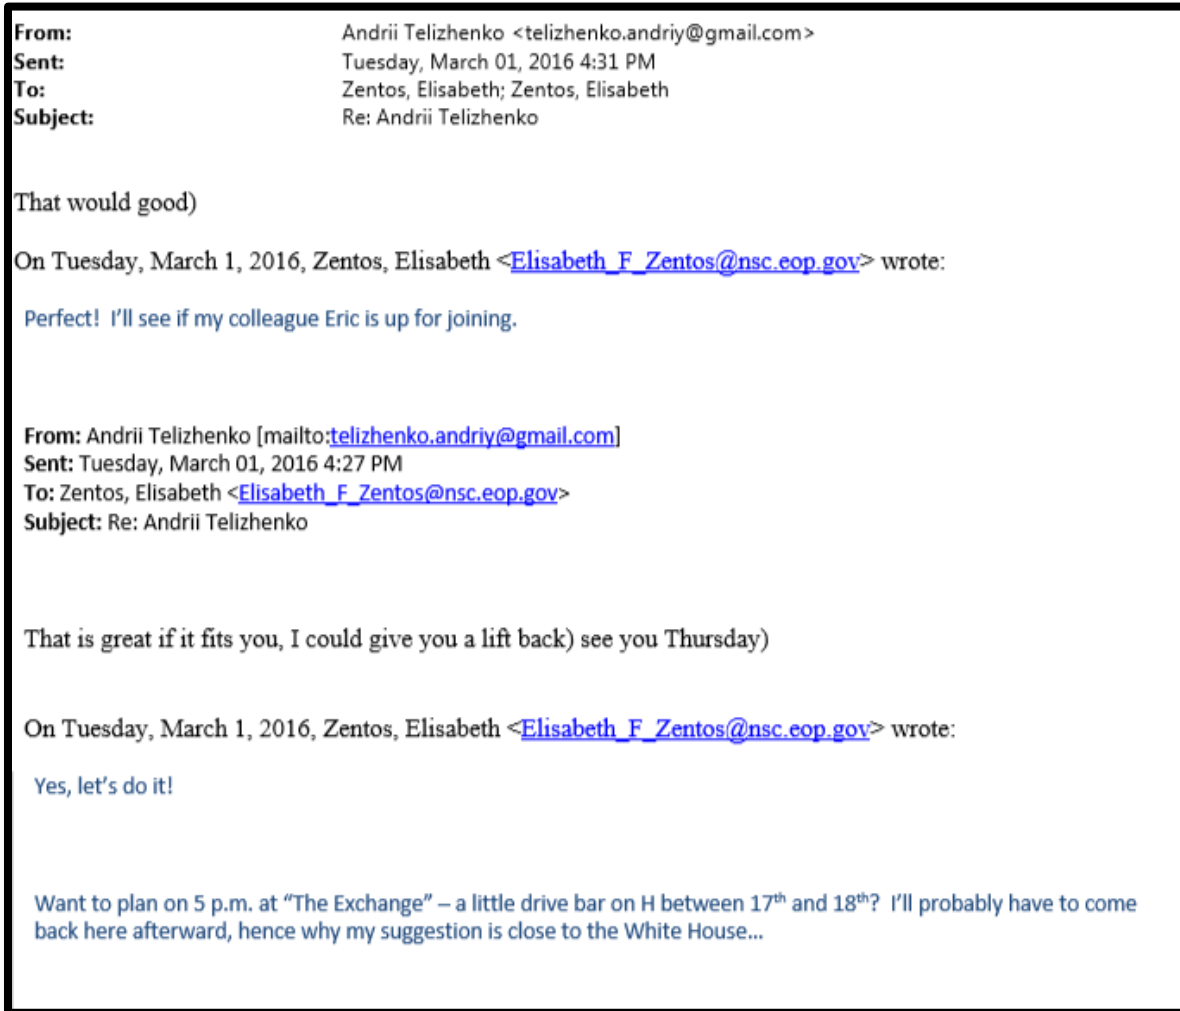 From: Andrii Telizhenko <telizhenko.andriy@gmail.com>
Sent: Tuesday, March 01, 2016 4:31 PM
To: Zentos, Elisabeth; Zentos, Elisabeth
Subject: Re: Andrii Telizhenko
That would good)
On Tuesday, March 1, 2016, Zentos, Elisabeth <Elisabeth_F_Zentos@nsc.eop.gov> wrote:
Perfect!  I'll see if my colleague Eric is up for joining.
From: Andrii Telizhenko [mailto:telizhenko.andriy@gmail.com]
Sent: Tuesday, March 01, 2016 4:27 PM
To: Zentos, Elisabeth <Elisabeth_F_Zentos@nsc.eop.gov>
Subject: Re: Andrii Telizhenko
That is great if it fits you, I could give you a lift back) see you Thursday)
On Tuesday, March 1, 2016, Zentos, Elisabeth <Elisabeth_F_Zentos@nsc.eop.gov> wrote:
Yes, let's do it!
Want to plan on 5 p.m. at “The Exchange” – a little drive bar on H between 17th and 18th?  I'll probably have to come
back here afterward, hence why my suggestion is close to the White House...